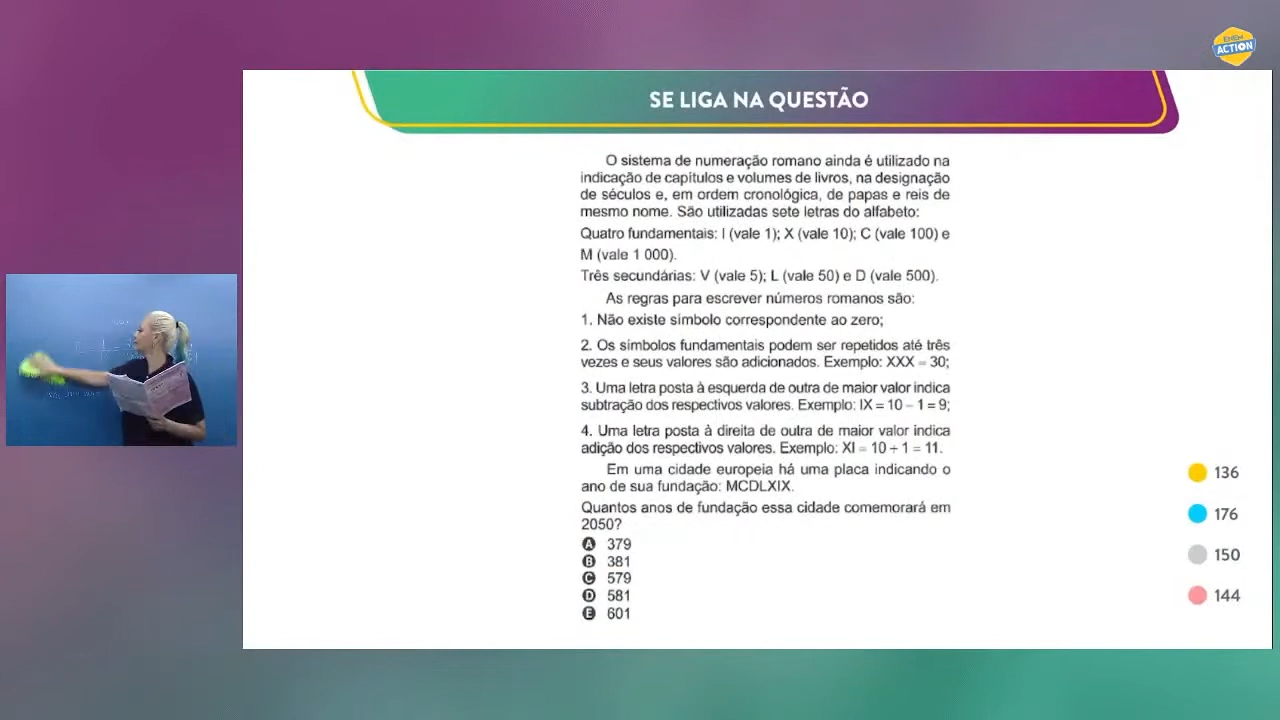 ENEM
ACTION
SE LIGA NA QUESTÃO
O sistema de numeração romano ainda é utilizado na
indicação de capítulos e volumes de livros, na designação
de séculos e, em ordem cronológica, de papas e reis de
mesmo nome. São utilizadas sete letras do alfabeto:
Quatro fundamentais: I (vale 1); X (vale 10); C (vale 100) e
M (vale 1 000).
Três secundárias: V (vale 5); L (vale 50) e D (vale 500).
As regras para escrever números romanos são:
1. Não existe símbolo correspondente ao zero;
2. Os símbolos fundamentais podem ser repetidos até três
vezes e seus valores são adicionados. Exemplo: XXX = 30;
3. Uma letra posta à esquerda de outra de maior valor indica
subtração dos respectivos valores. Exemplo: IX = 10 – 1 = 9;
4. Uma letra posta à direita de outra de maior valor indica
adição dos respectivos valores. Exemplo: XI = 10 + 1 = 11.
Em uma cidade europeia há uma placa indicando o
ano de sua fundação: MCDLXIX.
Quantos anos de fundação essa cidade comemorará em
2050?
A 379
B 381
C 579
D 581
E 601
136
176
150
144